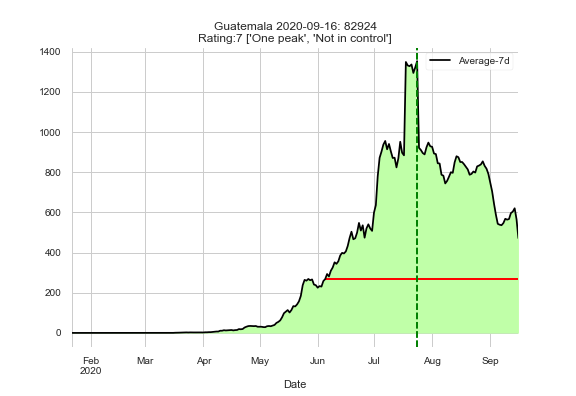 Guatemala 2020-09-16: 82924
Rating:7 ['One peak', 'Not in control']
Average-7d
1400
1200
1000
800
600
400
200
0
Feb
2020
Mar
Apr
May
Jun
Jul
Aug
Sep
Date